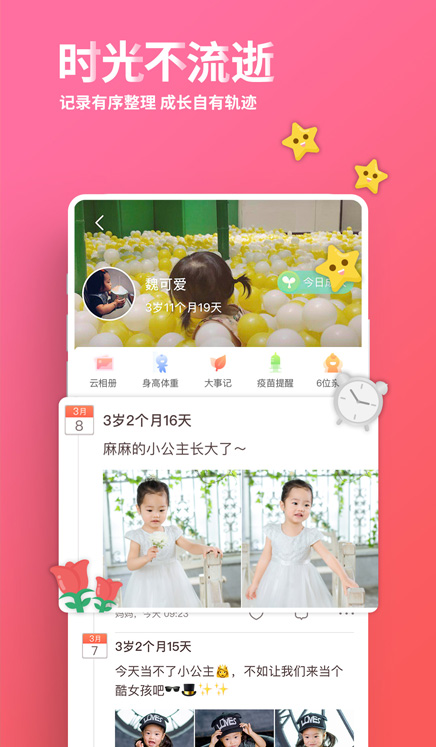 时光不流逝
记录有序整理 成长自有轨迹
魏可爱
3岁11个月19天
今日成
云相册 身高体重 大事记 疫苗提醒 6位亲
3月
8
3岁2个月16天
麻麻的小公主长大了～
妈妈，今天 09:23
3月
7
3岁2个月15天
今天当不了小公主👸，不如让我们来当个
酷女孩吧🕶️🎩✨✨
LOVES LOVES LOVES